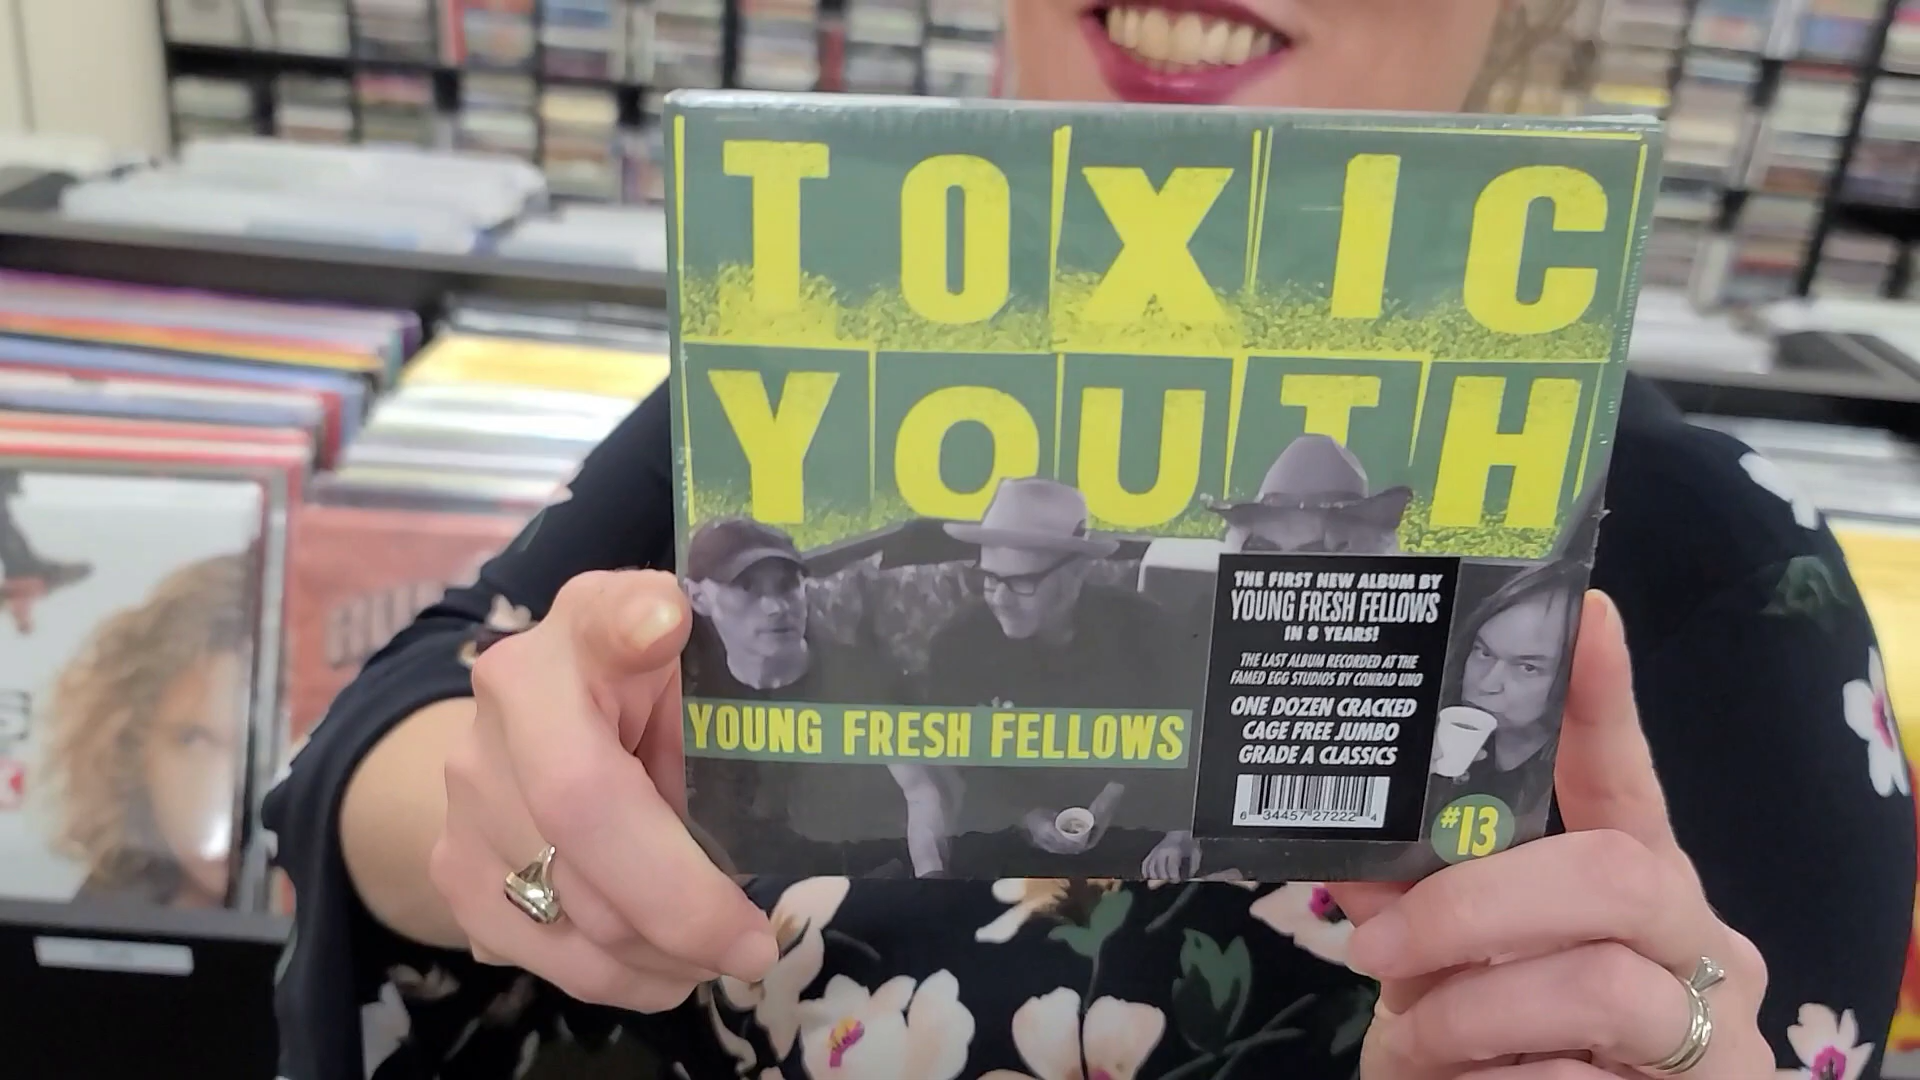 TOXIC
YOUTH
THE FIRST NEW ALBUM BY
YOUNG FRESH FELLOWS
IN 8 YEARS!
THE LAST ALBUM RECORDED AT THE
FAMED EGG STUDIOS BY CONRAD UNO
ONE DOZEN CRACKED
CAGE FREE JUMBO
GRADE A CLASSICS
6 34457 27222 4
YOUNG FRESH FELLOWS
#13